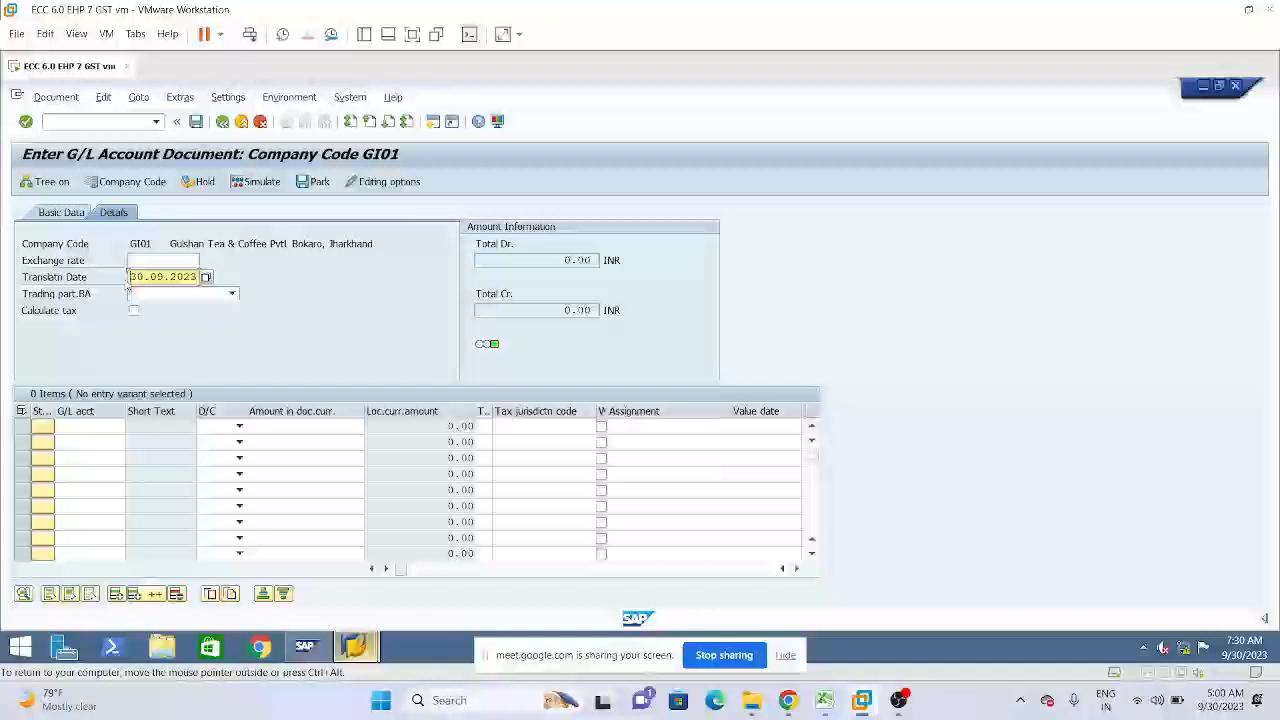 ECC 6.0 EHP 7 GST vm - VMware Workstation
File Edit View VM Tabs Help
ECC 6.0 EHP 7 GST vm
Document Edit Goto Extras Settings Environment System Help
Enter G/L Account Document: Company Code GI01
Tree on Company Code Hold Simulate Park Editing options
Basic Data Details
Company Code GI01 Gulshan Tea & Coffee Pvtl Bokaro, Jharkhand
Exchange rate
Translatn Date 30.09.2023
Trading part.BA
Calculate tax
Amount Information
Total Dr.
0.00 INR
Total Cr.
0.00 INR
0 Items ( No entry variant selected )
St... G/L acct Short Text D/C Amount in doc.curr. Loc.curr.amount T.. Tax jurisdictn code V Assignment Value date
0.00
0.00
0.00
0.00
0.00
0.00
0.00
0.00
0.00
SAP
SAP
7:30 AM
9/30/2023
meet.google.com is sharing your screen. Stop sharing Hide
To return to your computer, move the mouse pointer outside or press Ctrl-Alt.
79°F
Mostly clear
Search
ENG
IN
5:00 AM
9/30/2023